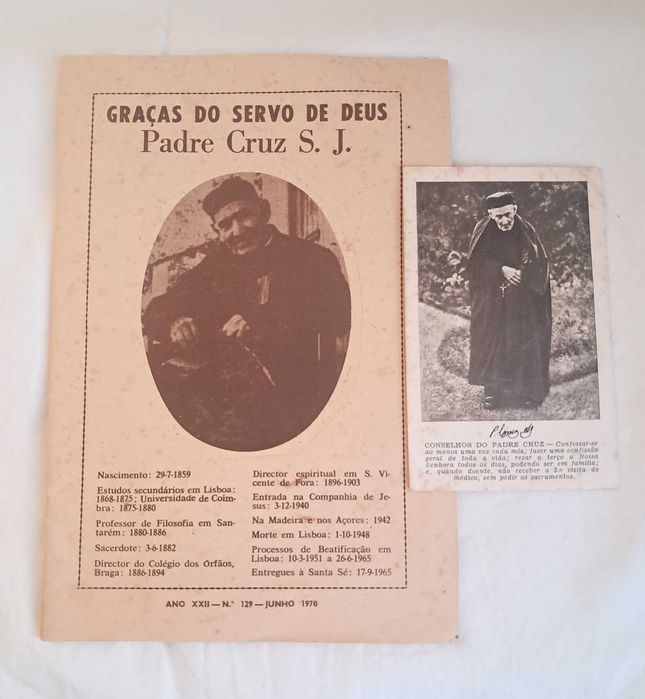 GRAÇAS DO SERVO DE DEUS
Padre Cruz S. J.
Nascimento: 29-7-1859
Estudos secundários em Lisboa:
1868-1875; Universidade de Coim-
bra: 1875-1880
Professor de Filosofia em San-
tarém: 1880-1886
Sacerdote: 3-6-1882
Director do Colégio dos Orfãos,
Braga: 1886-1894
Director espiritual em S. Vi-
cente de Fora: 1896-1903
Entrada na Companhia de Je-
sus: 3-12-1940
Na Madeira e nos Açores: 1942
Morte em Lisboa: 1-10-1948
Processos de Beatificação em
Lisboa: 10-3-1951 a 26-6-1965
Entregues à Santa Sé: 17-9-1965
ANO XXII — N.º 129 — JUNHO 1970
CONSELHOS DO PADRE CRUZ — Confessar-se
ao menos uma vez cada mês; fazer uma confissão
geral de toda a vida; rezar o terço a Nossa
Senhora todos os dias, podendo ser em família;
e, quando doente, não receber a 3.ª visita do
médico, sem pedir os sacramentos.